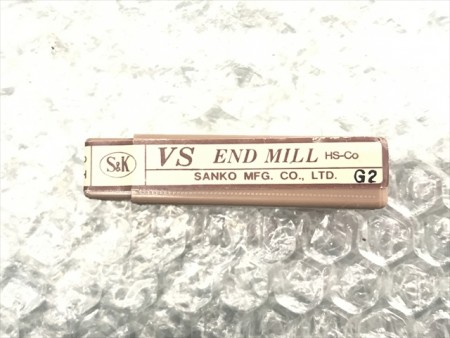 S&K
VS END MILL HS-Co
SANKO MFG. CO., LTD. G2